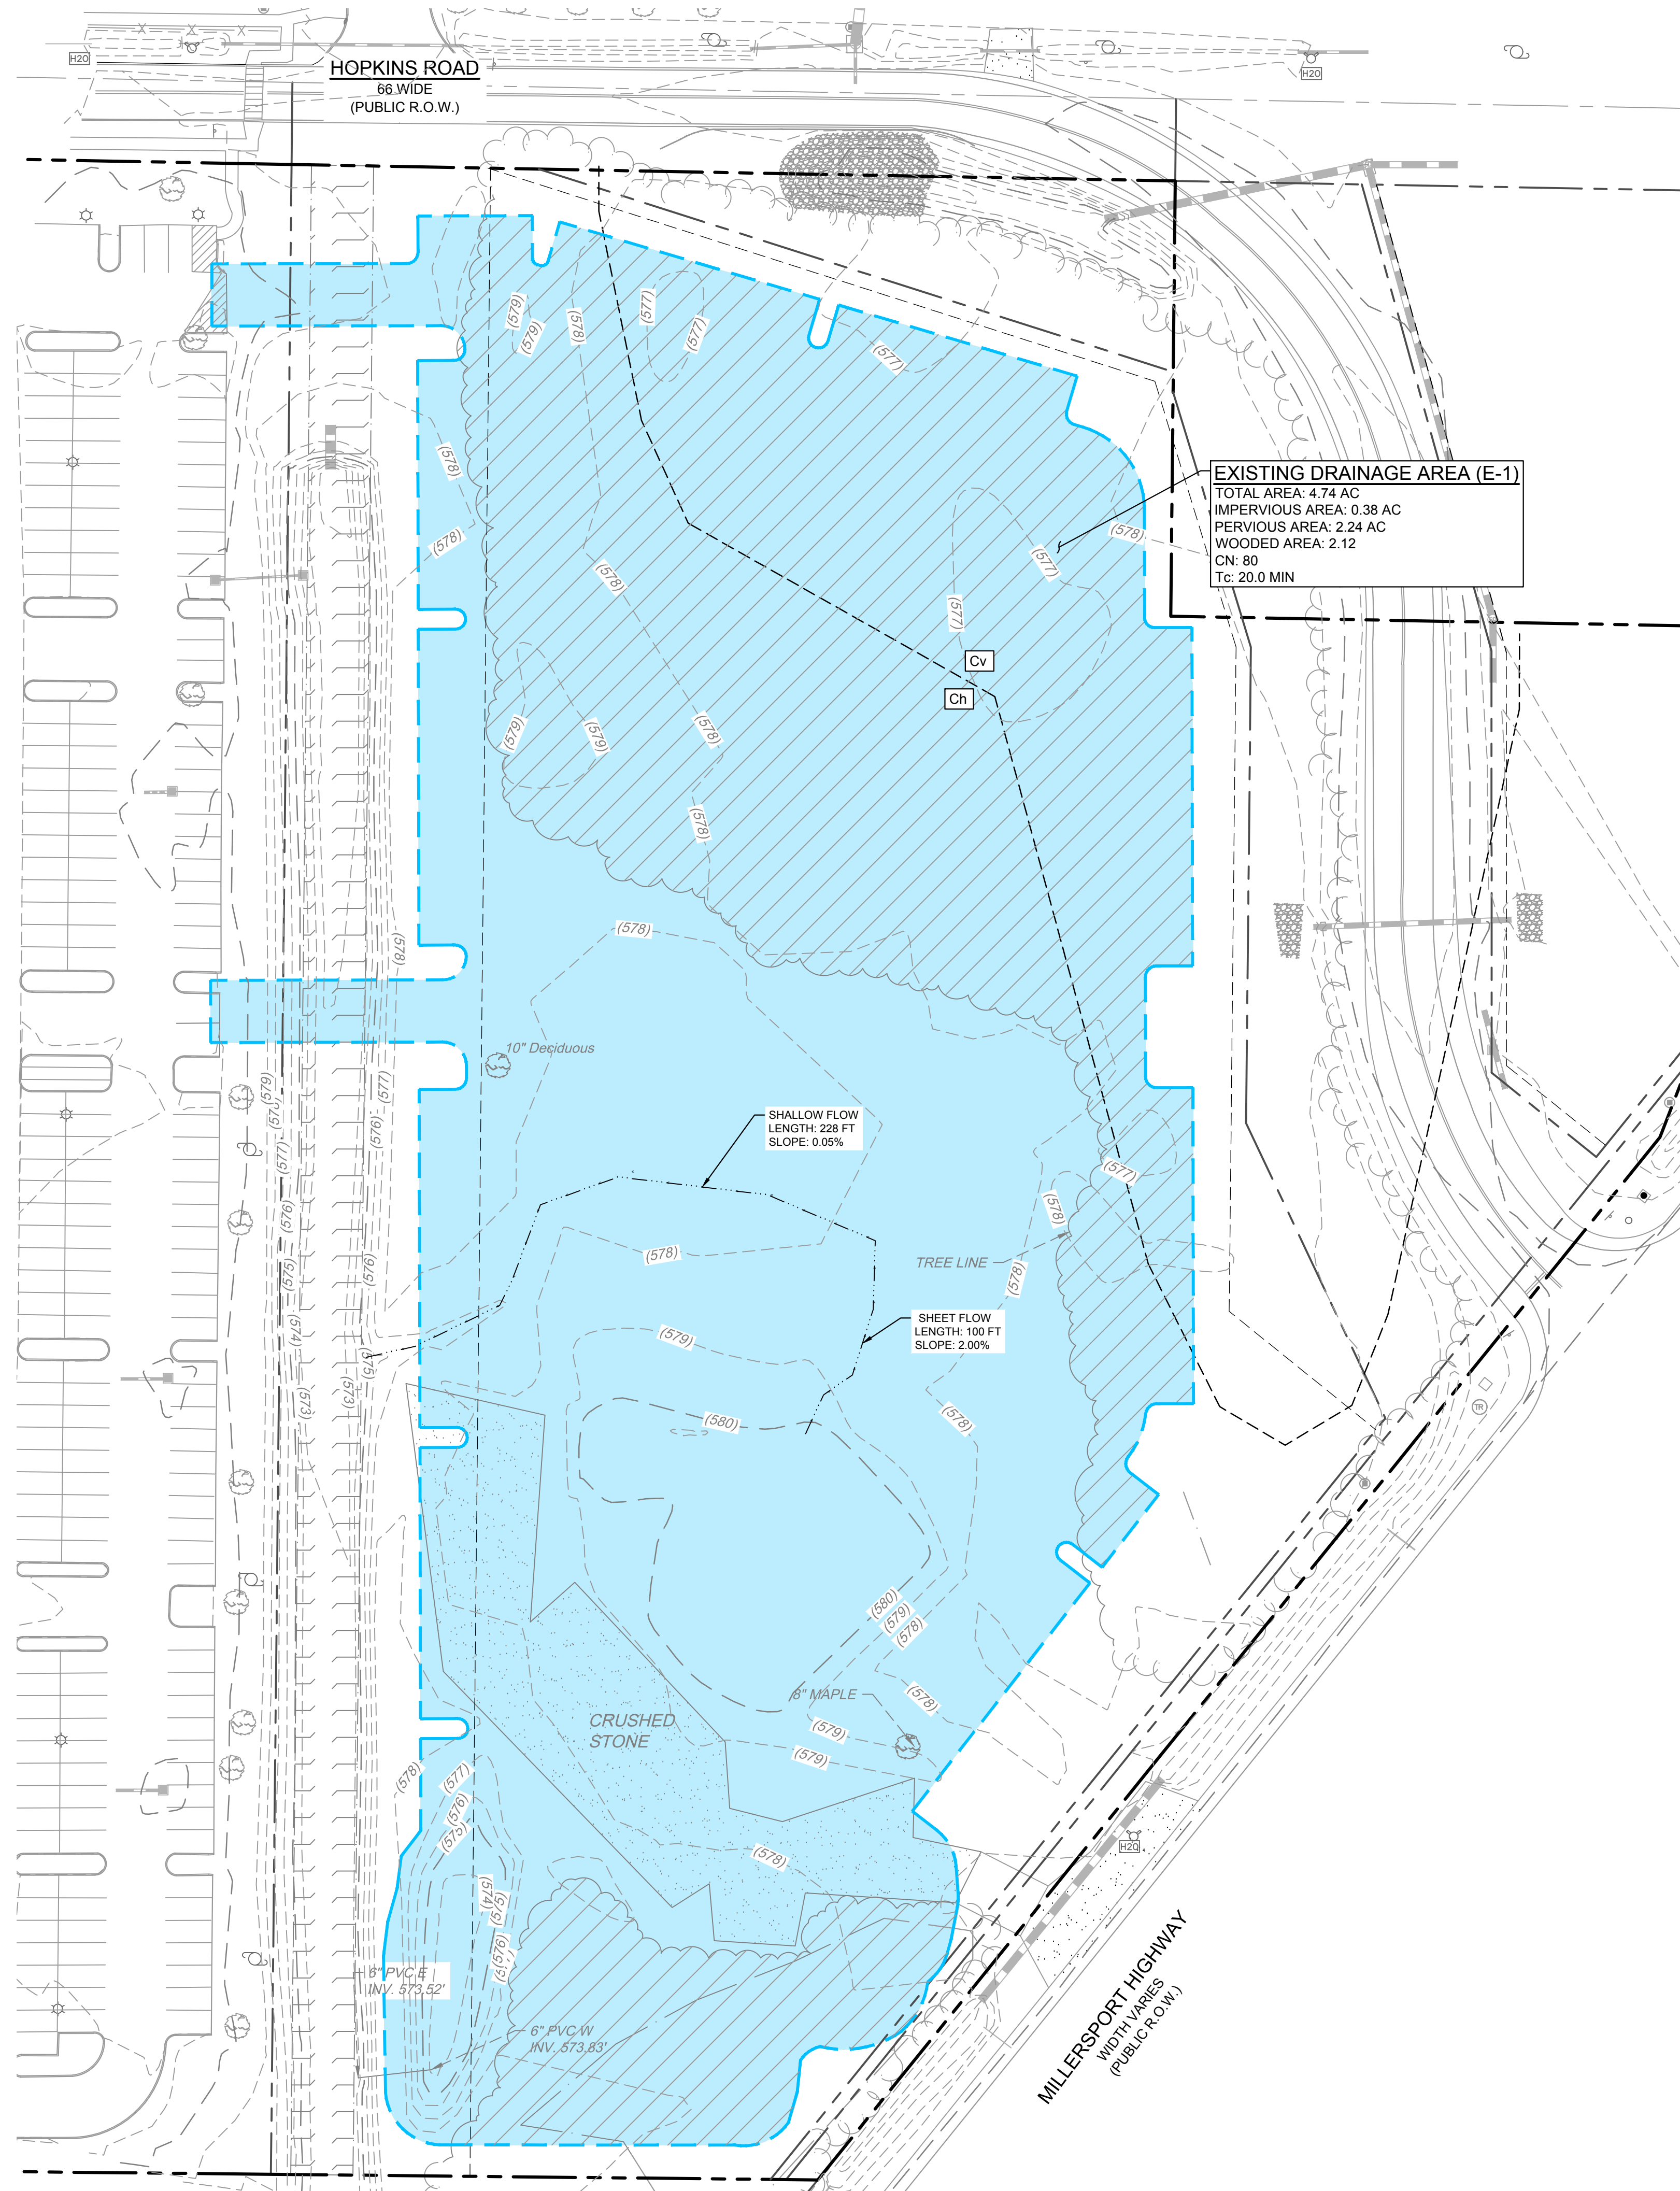 HOPKINS ROAD
66 WIDE
(PUBLIC R.O.W.)
H2O
H2O
(579)
(579)
(578)
(577)
(577)
(577)
(578)
(578)
EXISTING DRAINAGE AREA (E-1)
TOTAL AREA: 4.74 AC
IMPERVIOUS AREA: 0.38 AC
PERVIOUS AREA: 2.24 AC
WOODED AREA: 2.12
CN: 80
Tc: 20.0 MIN
(578)
(577)
(578)
(577)
Cv
Ch
(579)
(579)
(578)
(578)
(578)
(578)
10" Deciduous
(579)
(577)
(576)
(577)
(576)
(575)
(574)
(573)
(576)
(575)
(573)
SHALLOW FLOW
LENGTH: 228 FT
SLOPE: 0.05%
(577)
(578)
(578)
TREE LINE
(578)
SHEET FLOW
LENGTH: 100 FT
SLOPE: 2.00%
(579)
(580)
(578)
TR
(580)
(579)
(578)
8" MAPLE
(578)
(579)
(579)
CRUSHED
STONE
(578)
(577)
(576)
(575)
(578)
H2O
(574)
(575)
(576)
6" PVC E
INV. 573.52'
6" PVC W
INV. 573.83'
MILLERSPORT HIGHWAY
WIDTH VARIES
(PUBLIC R.O.W.)